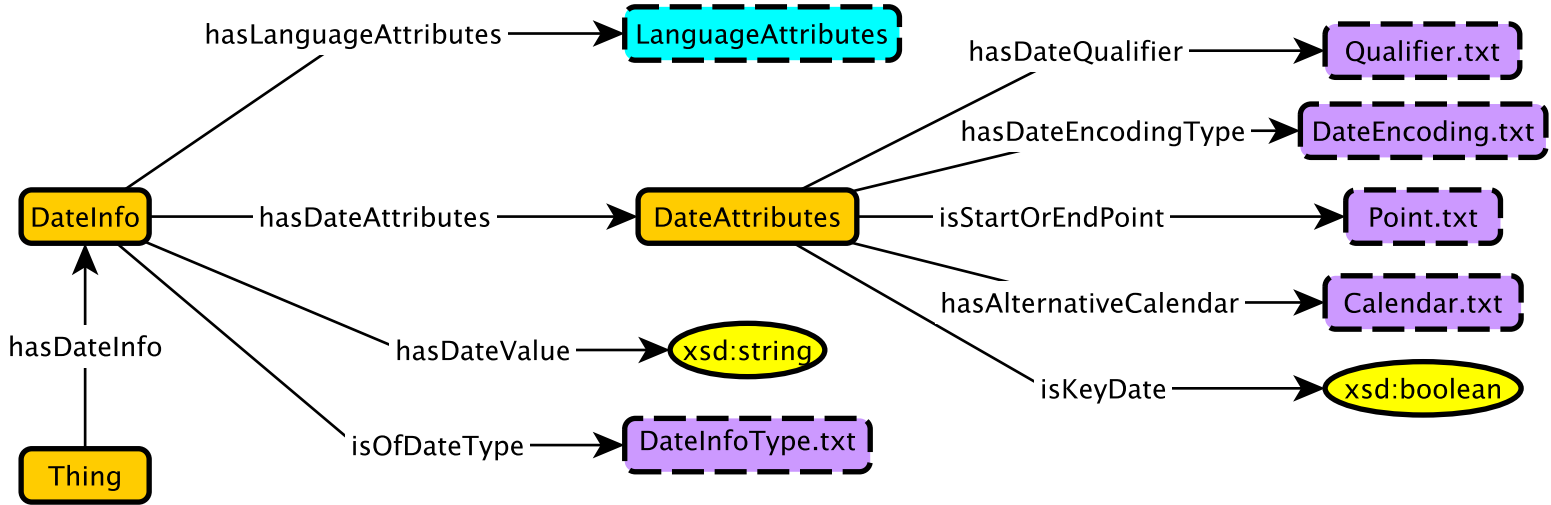 hasLanguageAttributes
LanguageAttributes
hasDateQualifier
Qualifier.txt
hasDateEncodingType
DateEncoding.txt
DateInfo
hasDateAttributes
DateAttributes
isStartOrEndPoint
Point.txt
hasAlternativeCalendar
Calendar.txt
hasDateInfo
hasDateValue
xsd:string
isKeyDate
xsd:boolean
isOfDateType
DateInfoType.txt
Thing